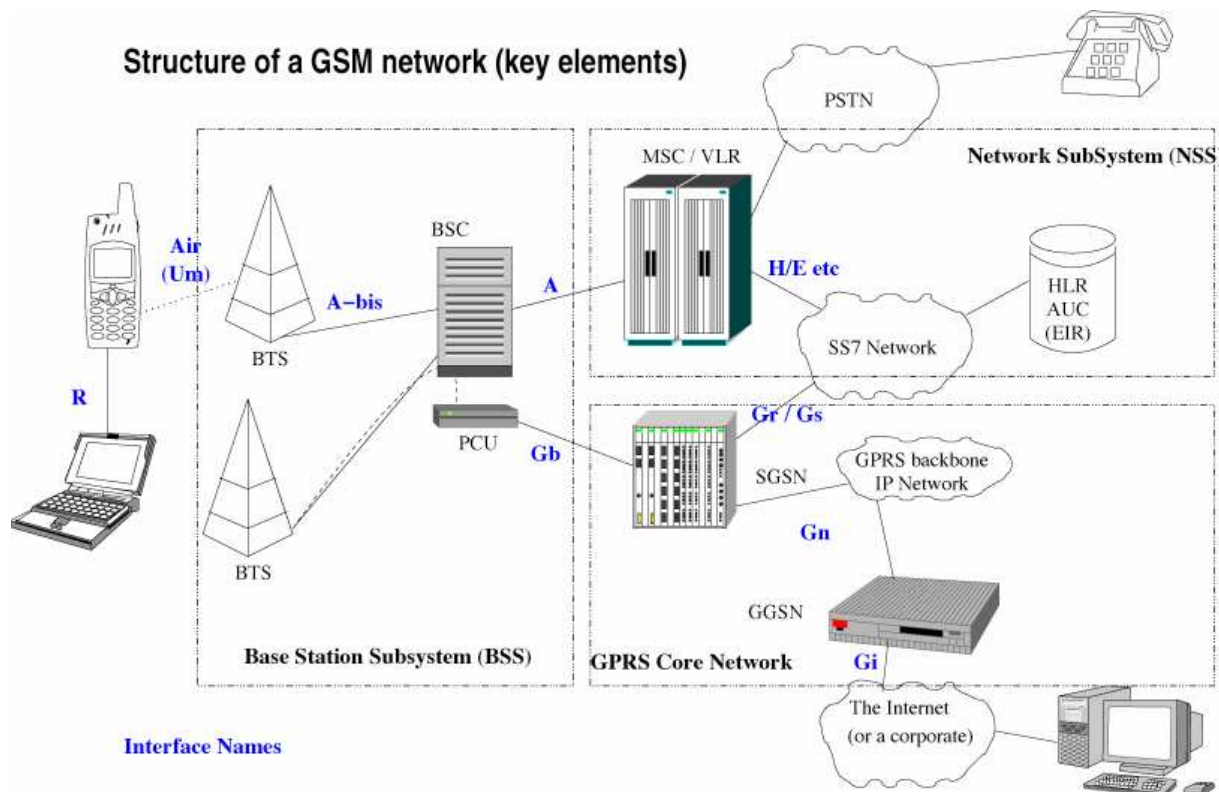 Structure of a GSM network (key elements)
PSTN
MSC / VLR
Network SubSystem (NSS
BSC
Air
(Um)
A-bis
A
H/E etc
HLR
AUC
(EIR)
SS7 Network
BTS
R
PCU
Gb
Gr / Gs
SGSN
GPRS backbone
IP Network
Gn
BTS
GGSN
Base Station Subsystem (BSS)
GPRS Core Network
Gi
The Internet
(or a corporate)
Interface Names